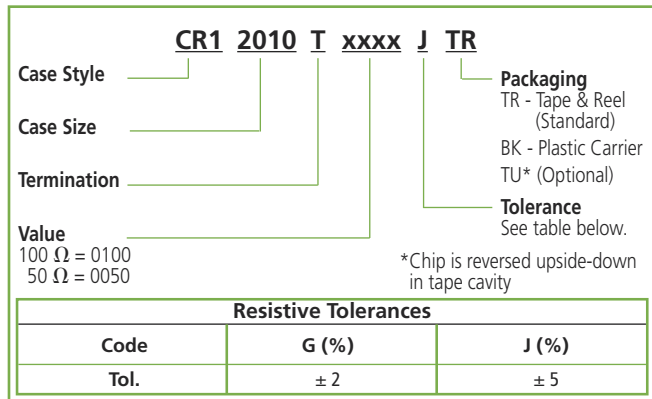 CR1 2010 T xxxx J TR
Case Style
Case Size
Termination
Value
100 Ω = 0100
50 Ω = 0050
Packaging
TR - Tape & Reel
(Standard)
BK - Plastic Carrier
TU* (Optional)
Tolerance
See table below.
*Chip is reversed upside-down
in tape cavity
Resistive Tolerances
Code G (%) J (%)
Tol. ± 2 ± 5